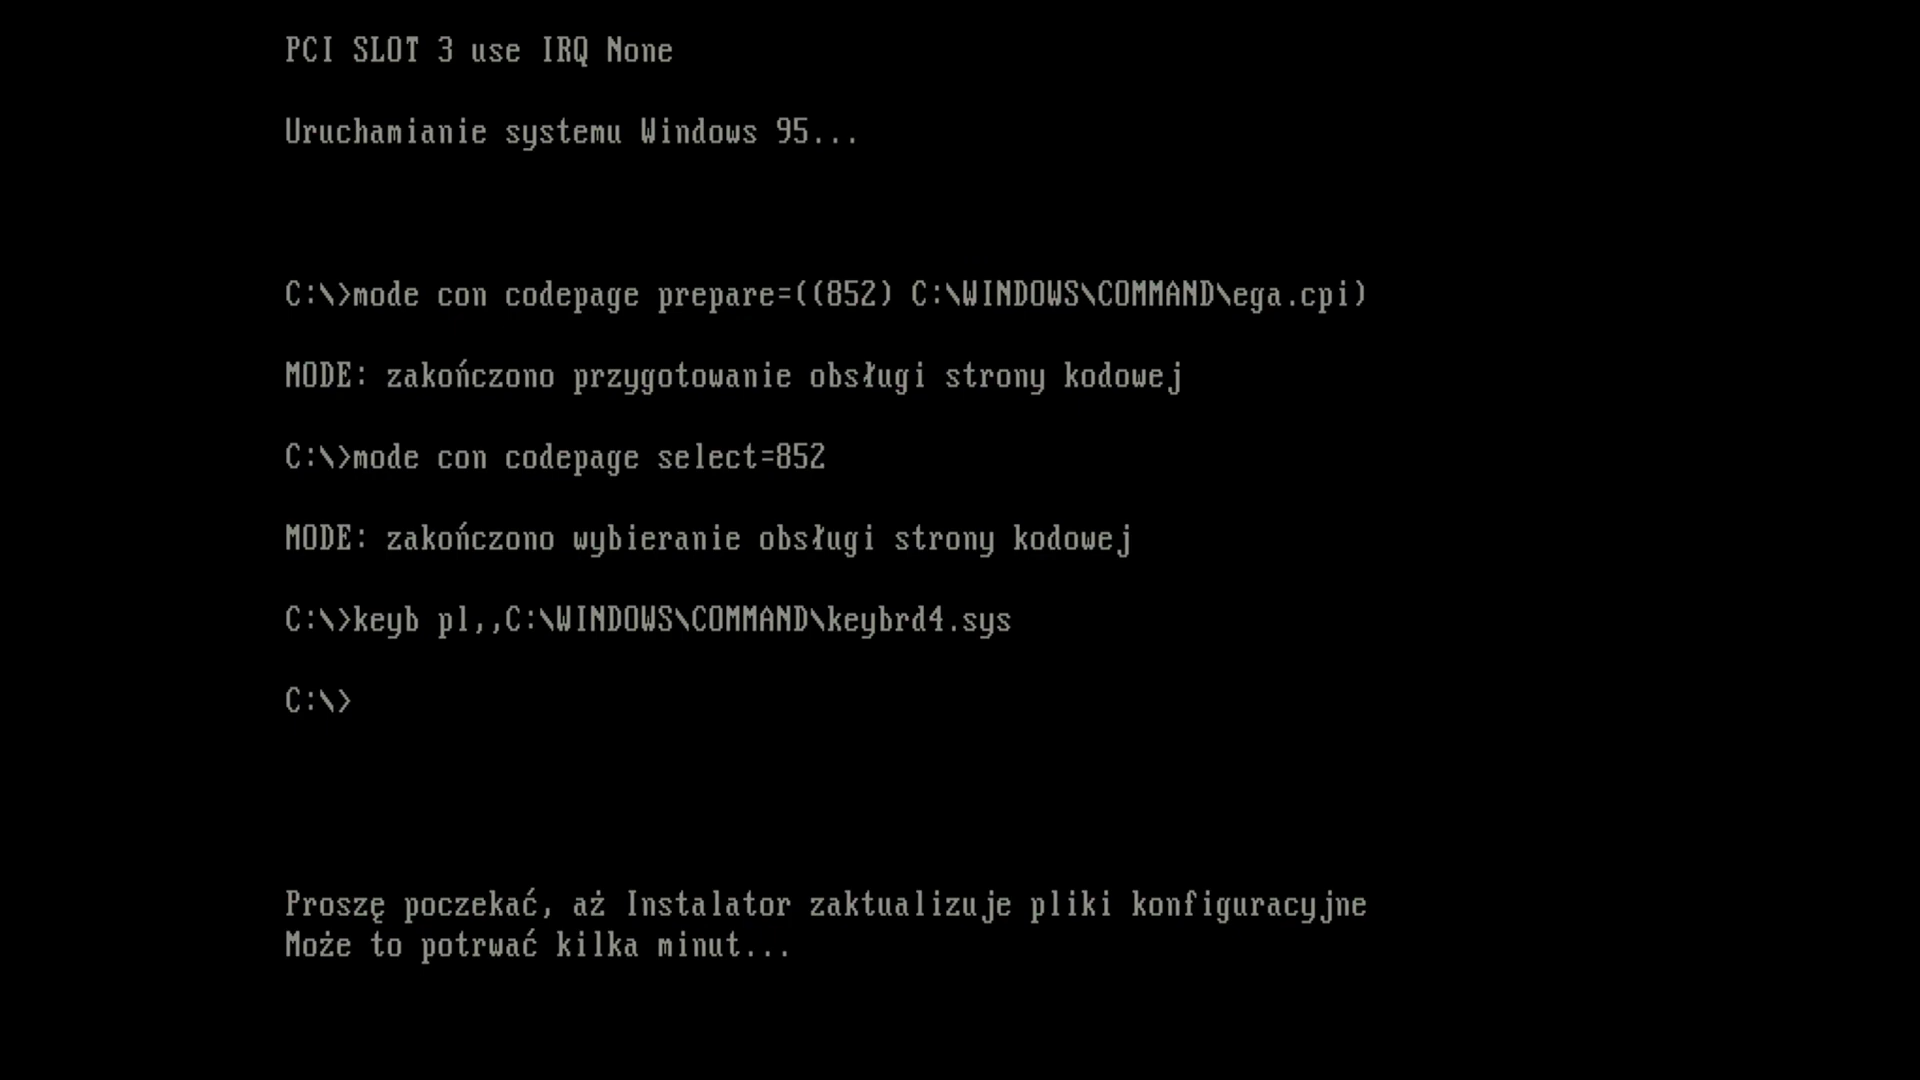 PCI SLOT 3 use IRQ None
Uruchamianie systemu Windows 95...
C:\>mode con codepage prepare=((852) C:\WINDOWS\COMMAND\ega.cpi)
MODE: zakończono przygotowanie obsługi strony kodowej
C:\>mode con codepage select=852
MODE: zakończono wybieranie obsługi strony kodowej
C:\>keyb pl,,C:\WINDOWS\COMMAND\keybrd4.sys
C:\>
Proszę poczekać, aż Instalator zaktualizuje pliki konfiguracyjne
Może to potrwać kilka minut...